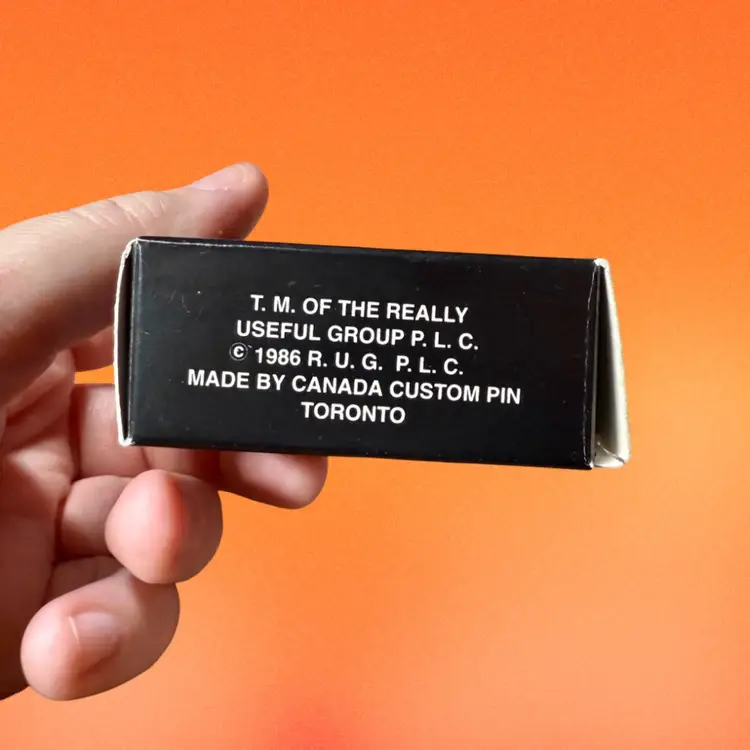 T. M. OF THE REALLY
USEFUL GROUP P. L. C.
© 1986 R. U. G. P. L. C.
MADE BY CANADA CUSTOM PIN
TORONTO